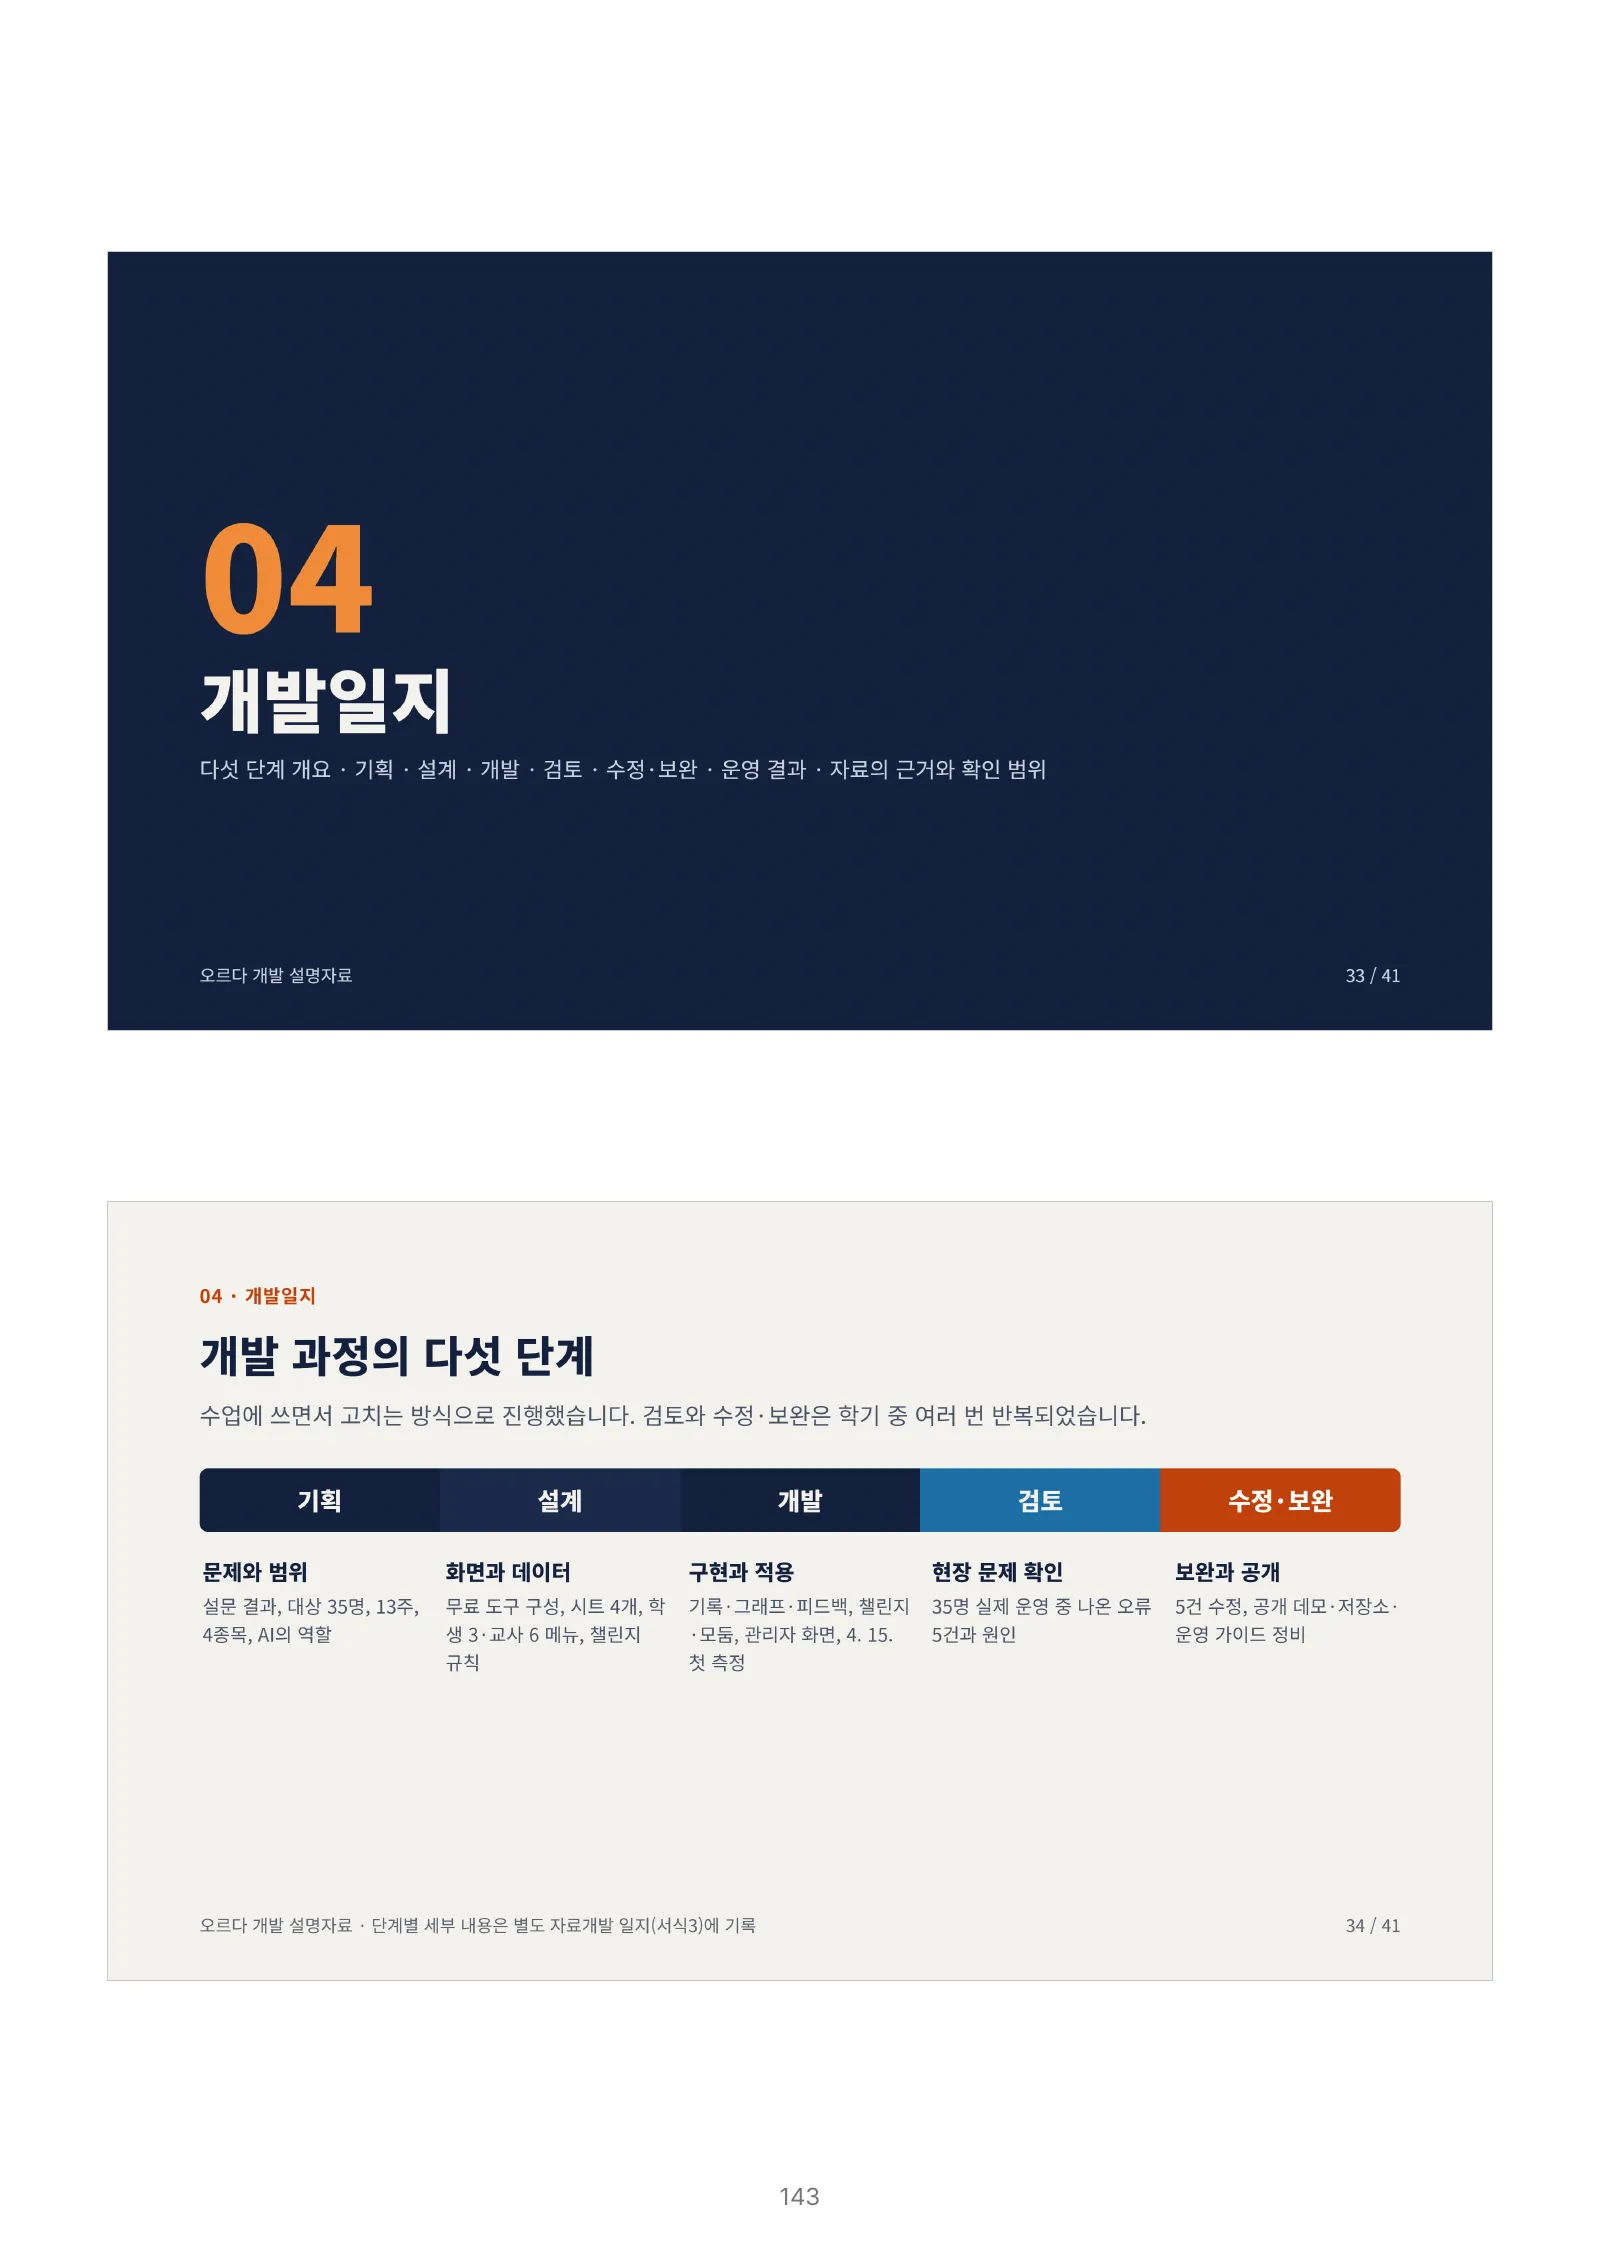 04
개발일지
다섯 단계 개요 · 기획 · 설계 · 개발 · 검토 · 수정·보완 · 운영 결과 · 자료의 근거와 확인 범위
오르다 개발 설명자료
33 / 41
04 · 개발일지
개발 과정의 다섯 단계
수업에 쓰면서 고치는 방식으로 진행했습니다. 검토와 수정·보완은 학기 중 여러 번 반복되었습니다.
기획
설계
개발
검토
수정·보완
문제와 범위
설문 결과, 대상 35명, 13주,
4종목, AI의 역할
화면과 데이터
무료 도구 구성, 시트 4개, 학
생 3·교사 6 메뉴, 챌린지
규칙
구현과 적용
기록·그래프·피드백, 챌린지
·모둠, 관리자 화면, 4. 15.
첫 측정
현장 문제 확인
35명 실제 운영 중 나온 오류
5건과 원인
보완과 공개
5건 수정, 공개 데모·저장소·
운영 가이드 정비
오르다 개발 설명자료 · 단계별 세부 내용은 별도 자료개발 일지(서식3)에 기록
34 / 41
143